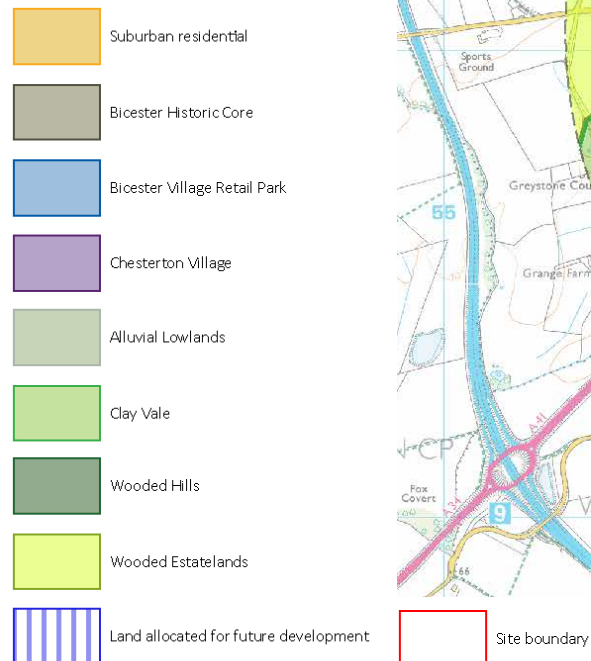 Suburban residential
Bicester Historic Core
Bicester Village Retail Park
Chesterton Village
Alluvial Lowlands
Clay Vale
Wooded Hills
Wooded Estatelands
Land allocated for future development
Sports
Ground
55
Greystone Cou
Grange Farm
A 41
N CP
Fox
Covert
A 34
9
W
66
Site boundary